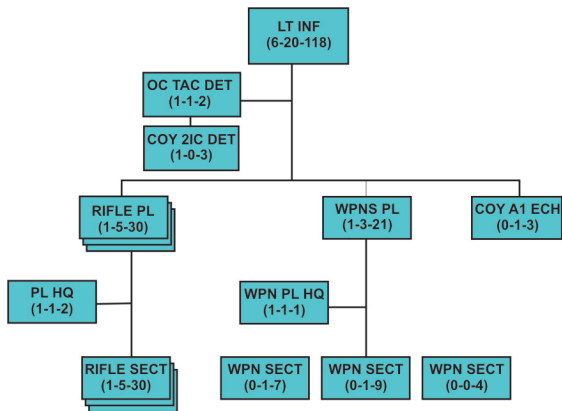 LT INF
(6-20-118)
OC TAC DET
(1-1-2)
COY 2IC DET
(1-0-3)
RIFLE PL
(1-5-30)
WPNS PL
(1-3-21)
COY A1 ECH
(0-1-3)
PL HQ
(1-1-2)
WPN PL HQ
(1-1-1)
RIFLE SECT
(1-5-30)
WPN SECT
(0-1-7)
WPN SECT
(0-1-9)
WPN SECT
(0-0-4)